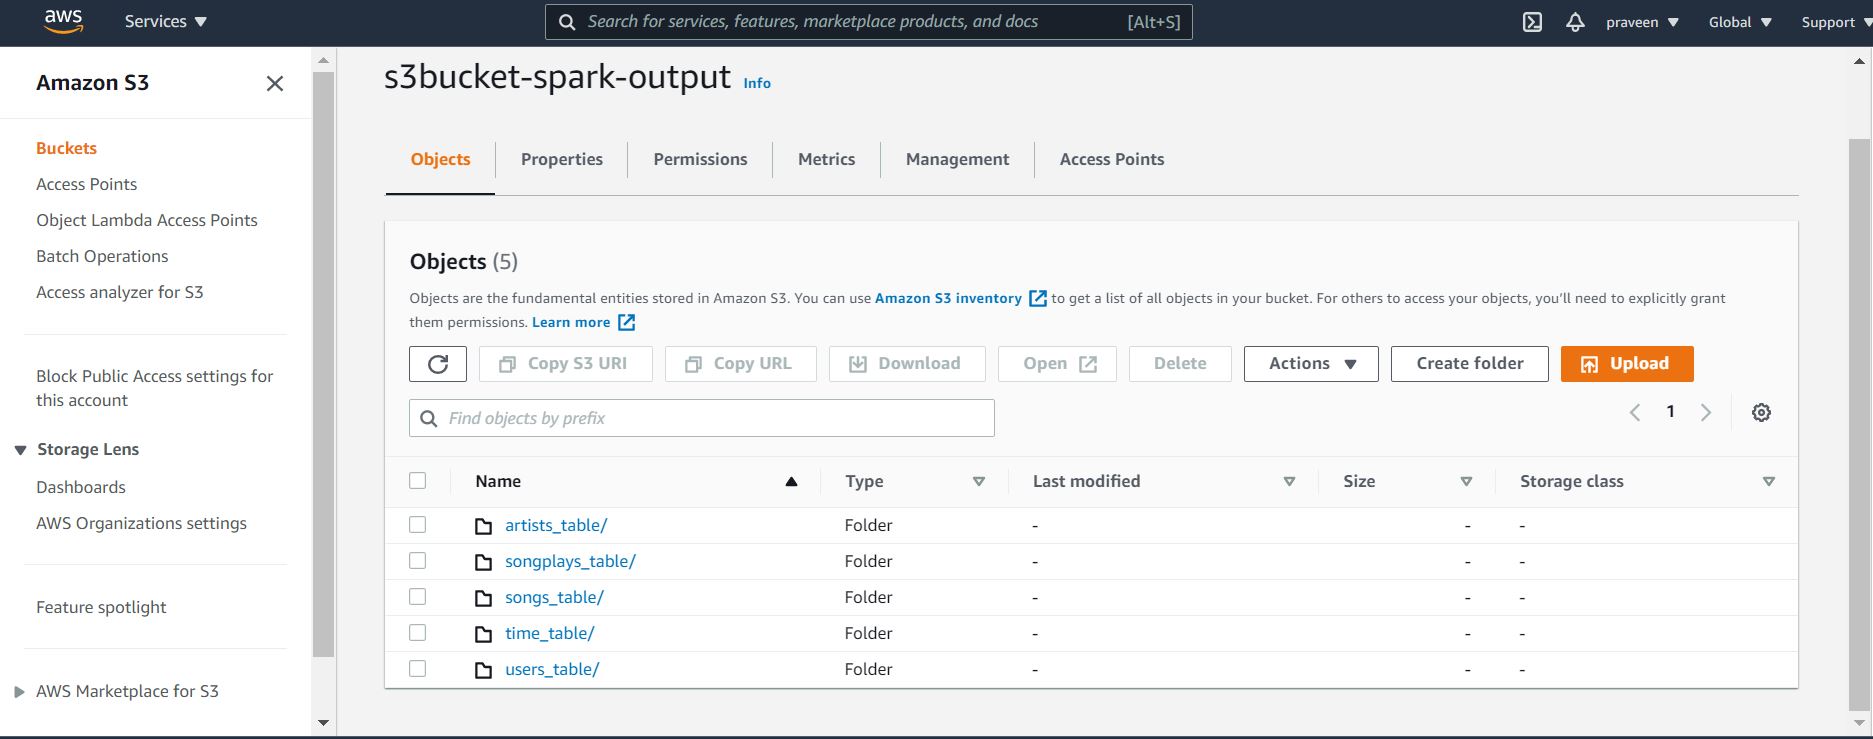 aws Services Search for services, features, marketplace products, and docs [Alt+S] praveen Global Support
Amazon S3
Buckets
Access Points
Object Lambda Access Points
Batch Operations
Access analyzer for S3
Block Public Access settings for
this account
Storage Lens
Dashboards
AWS Organizations settings
Feature spotlight
AWS Marketplace for S3
s3bucket-spark-output Info
Objects Properties Permissions Metrics Management Access Points
Objects (5)
Objects are the fundamental entities stored in Amazon S3. You can use Amazon S3 inventory to get a list of all objects in your bucket. For others to access your objects, you'll need to explicitly grant
them permissions. Learn more
Copy S3 URI Copy URL Download Open Delete Actions Create folder Upload
Find objects by prefix 1
Name Type Last modified Size Storage class
artists_table/ Folder - - -
songplays_table/ Folder - - -
songs_table/ Folder - - -
time_table/ Folder - - -
users_table/ Folder - - -